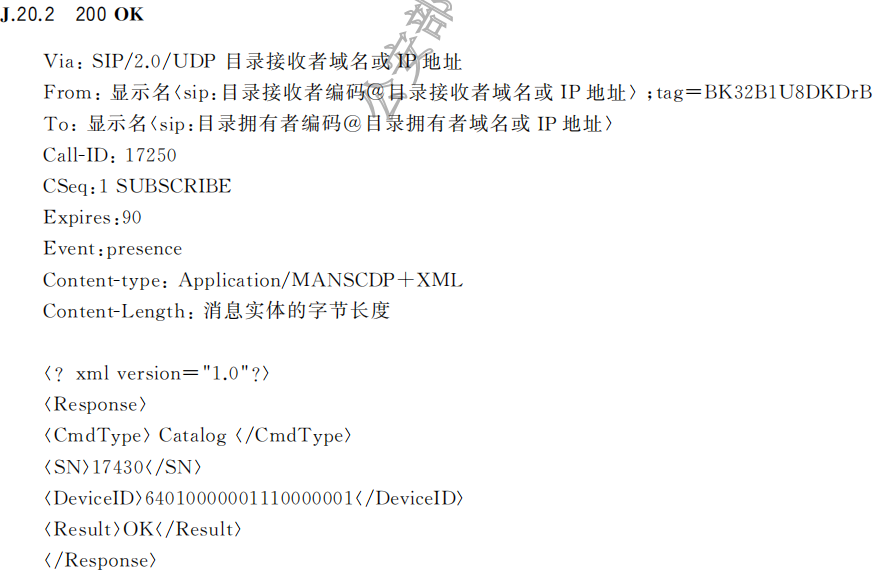 J.20.2 200 OK
公安部
Via: SIP/2.0/UDP 目录接收者域名或 IP 地址
From: 显示名〈sip:目录接收者编码@目录接收者域名或 IP 地址〉;tag=BK32B1U8DKDrB
To: 显示名〈sip:目录拥有者编码@目录拥有者域名或 IP 地址〉
Call-ID: 17250
CSeq:1 SUBSCRIBE
Expires:90
Event:presence
Content-type: Application/MANSCDP+XML
Content-Length: 消息实体的字节长度
〈? xml version="1.0"?〉
〈Response〉
〈CmdType〉 Catalog 〈/CmdType〉
〈SN〉17430〈/SN〉
〈DeviceID〉64010000001110000001〈/DeviceID〉
〈Result〉OK〈/Result〉
〈/Response〉